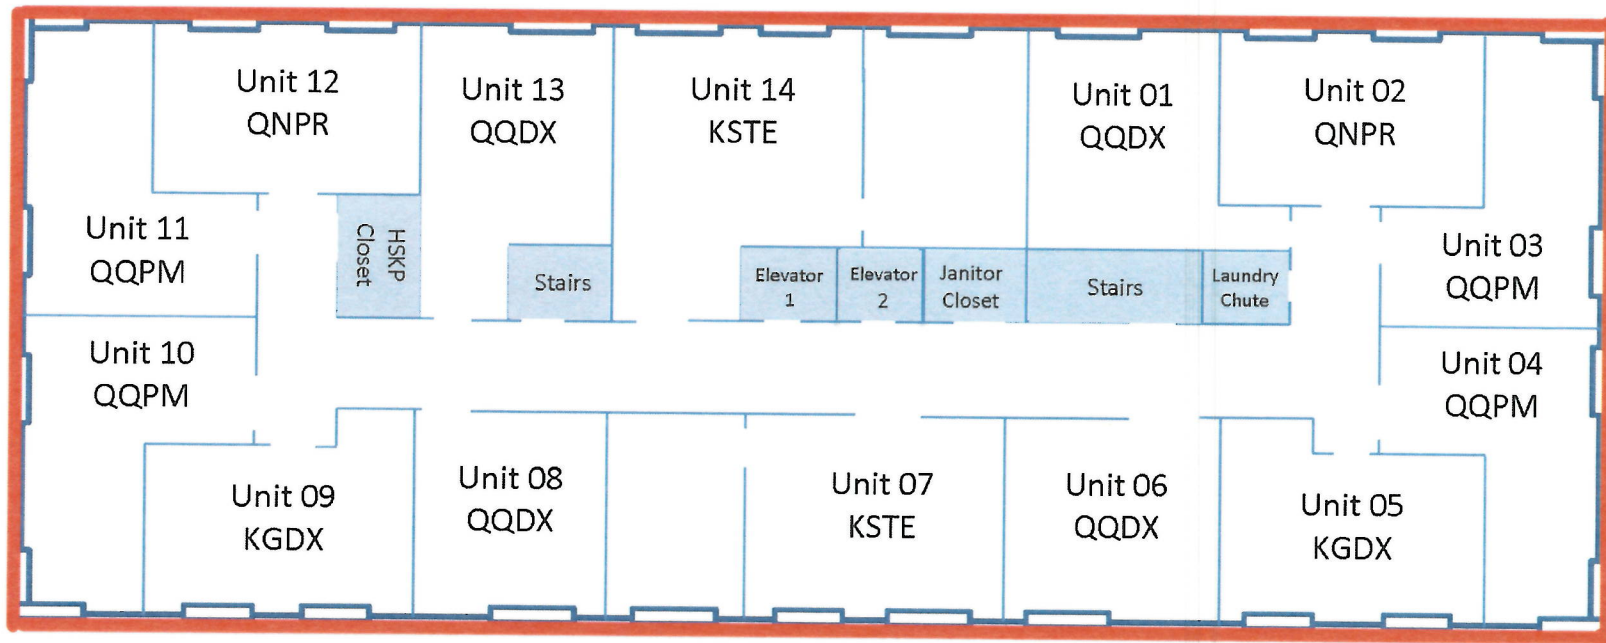 Unit 12
QNPR
Unit 13
QQDX
Unit 14
KSTE
Unit 01
QQDX
Unit 02
QNPR
Unit 11
QQPM
HSKP
Closet
Stairs
Elevator
1
Elevator
2
Janitor
Closet
Stairs
Laundry
Chute
Unit 03
QQPM
Unit 10
QQPM
Unit 04
QQPM
Unit 09
KGDX
Unit 08
QQDX
Unit 07
KSTE
Unit 06
QQDX
Unit 05
KGDX